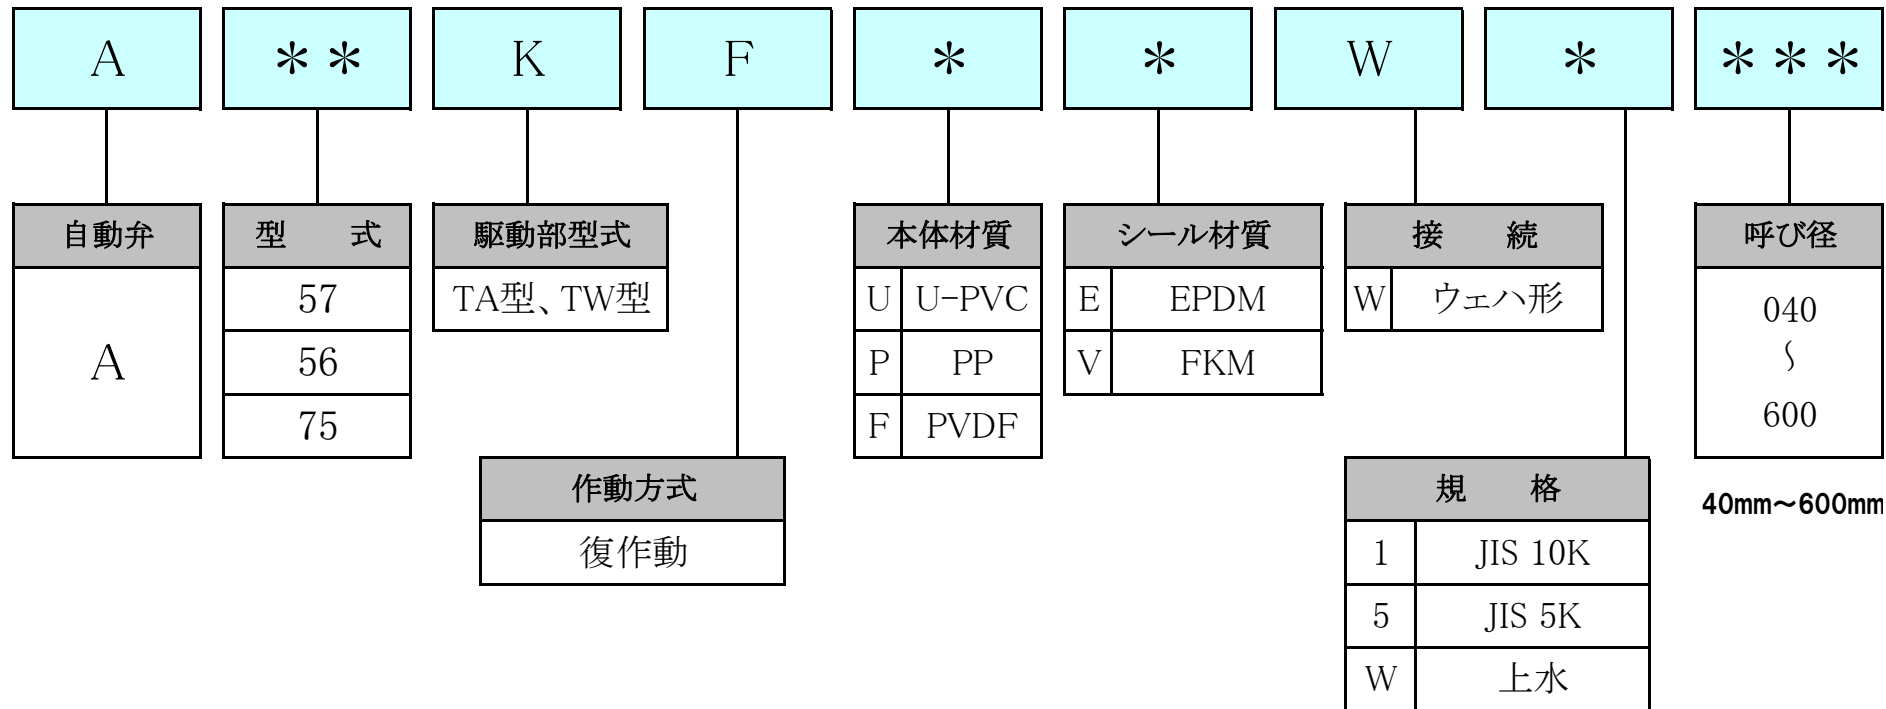 A ＊＊ K F ＊ ＊ W ＊ ＊＊＊
自動弁 型　式 駆動部型式 本体材質 シール材質 接　続 呼び径
57 TA型、TW型 U U-PVC E EPDM W ウェハ形
040
A 56 P PP V FKM ～
75 F PVDF 600
作動方式 規　格
40mm～600mm
復作動 1 JIS 10K
5 JIS 5K
W 上水